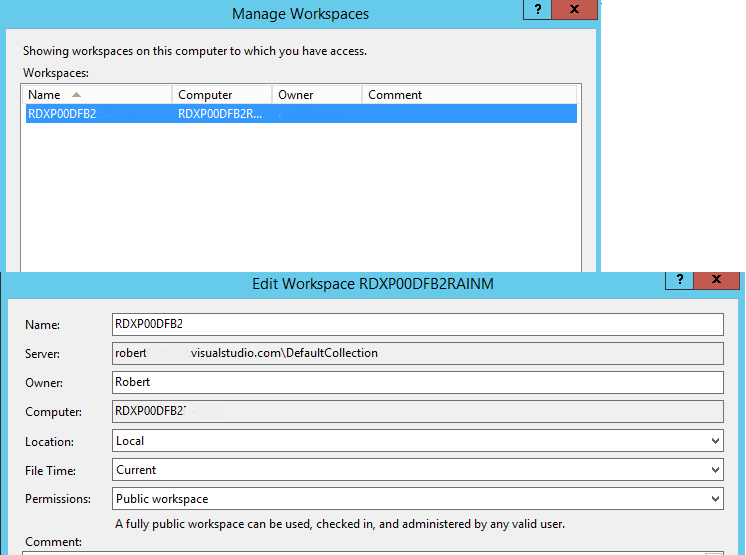 Manage Workspaces
? x
Showing workspaces on this computer to which you have access.
Workspaces:
Name Computer Owner Comment
RDXP00DFB2 RDXP00DFB2R...
Edit Workspace RDXP00DFB2RAINM
? x
Name: RDXP00DFB2
Server: robert visualstudio.com\DefaultCollection
Owner: Robert
Computer: RDXP00DFB2
Location: Local
File Time: Current
Permissions: Public workspace
A fully public workspace can be used, checked in, and administered by any valid user.
Comment: